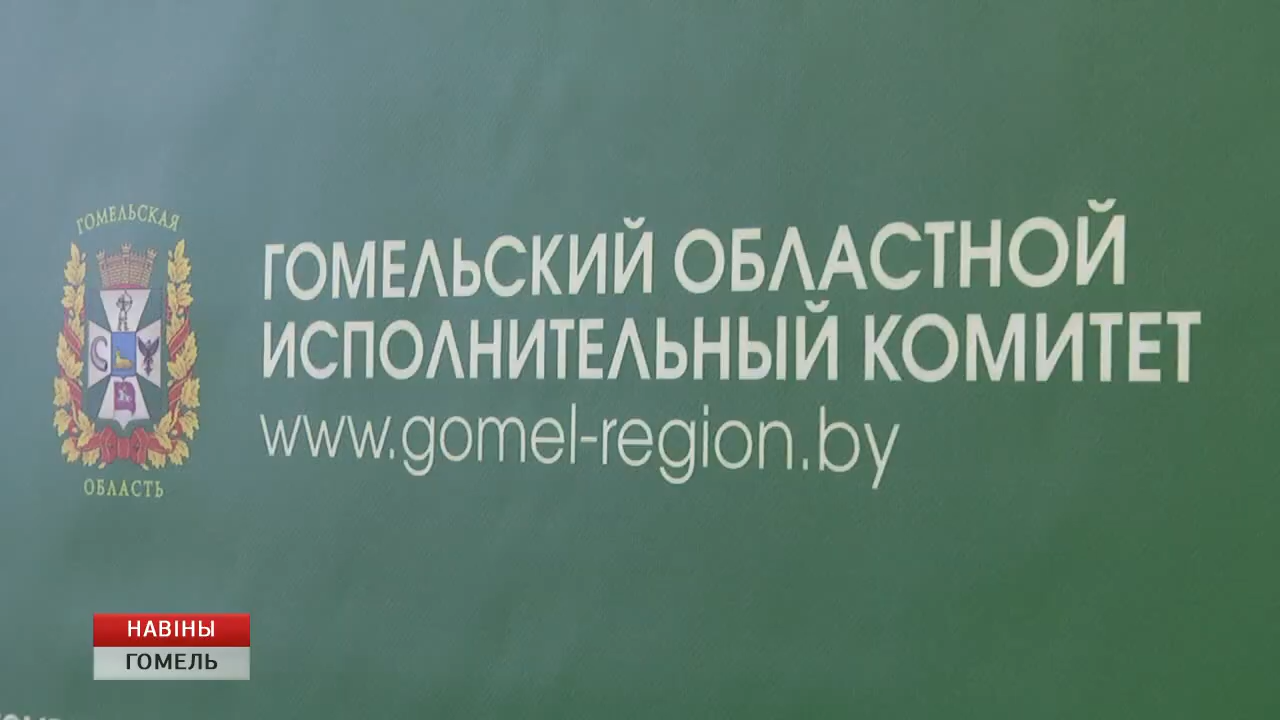 ГОМЕЛЬСКАЯ
ОБЛАСТЬ
ГОМЕЛЬСКИЙ ОБЛАСТНОЙ
ИСПОЛНИТЕЛЬНЫЙ КОМИТЕТ
www.gomel-region.by
НАВІНЫ
ГОМЕЛЬ